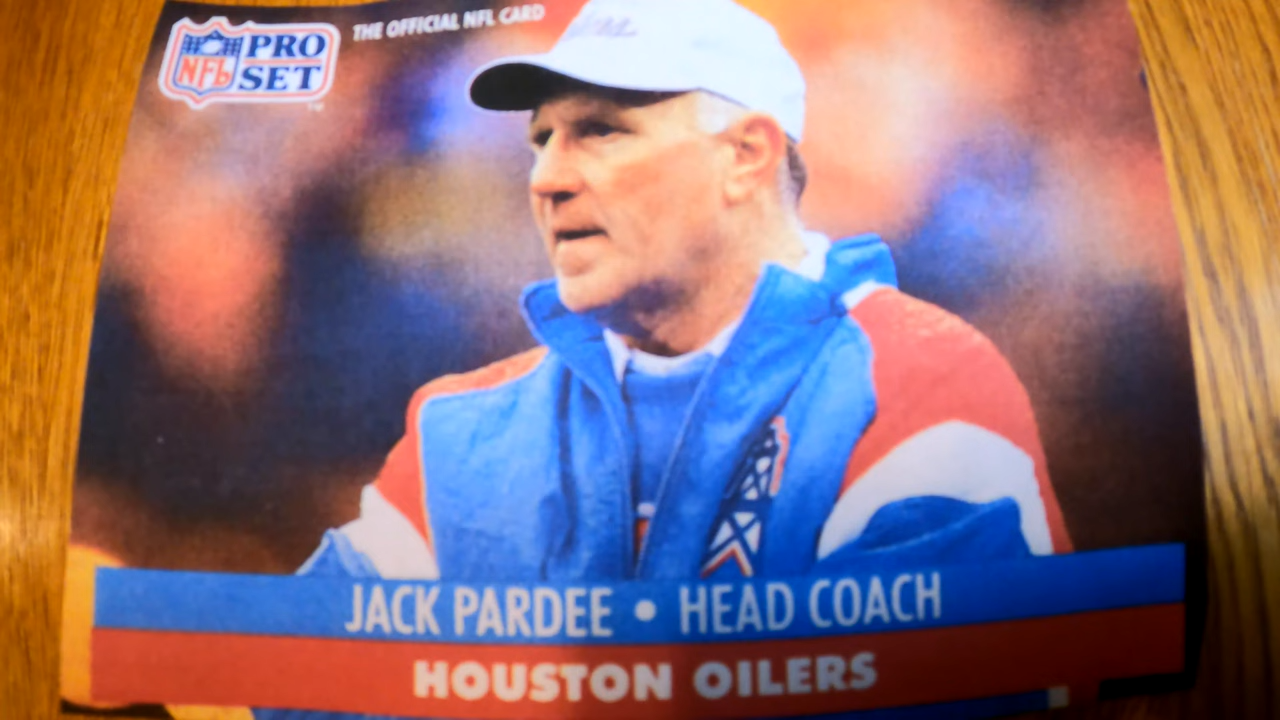 THE OFFICIAL NFL CARD
PRO
NFL
SET
JACK PARDEE • HEAD COACH
HOUSTON OILERS